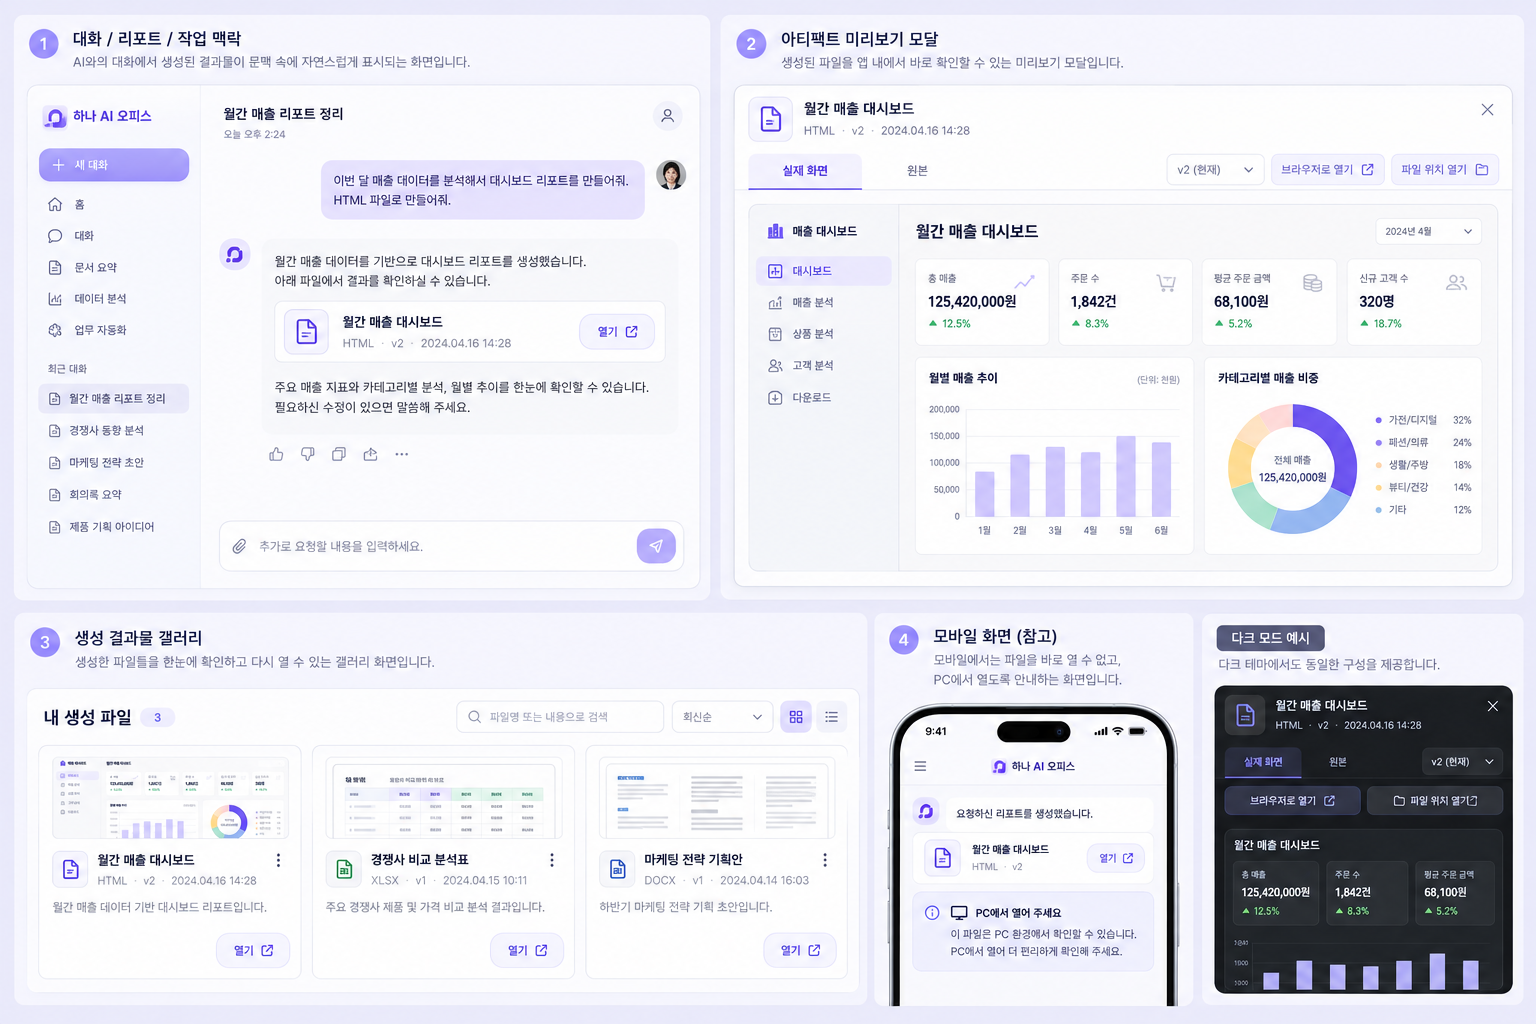 1
대화 / 리포트 / 작업 맥락
AI와의 대화에서 생성된 결과물이 문맥 속에 자연스럽게 표시되는 화면입니다.
하나 AI 오피스
새 대화
홈
대화
문서 요약
데이터 분석
업무 자동화
최근 대화
월간 매출 리포트 정리
경쟁사 동향 분석
마케팅 전략 초안
회의록 요약
제품 기획 아이디어
월간 매출 리포트 정리
오늘 오후 2:24
이번 달 매출 데이터를 분석해서 대시보드 리포트를 만들어줘.
HTML 파일로 만들어줘.
월간 매출 데이터를 기반으로 대시보드 리포트를 생성했습니다.
아래 파일에서 결과를 확인하실 수 있습니다.
월간 매출 대시보드
HTML · v2 · 2024.04.16 14:28
열기
주요 매출 지표와 카테고리별 분석, 월별 추이를 한눈에 확인할 수 있습니다.
필요하신 수정이 있으면 말씀해 주세요.
추가로 요청할 내용을 입력하세요.
2
아티팩트 미리보기 모달
생성된 파일을 앱 내에서 바로 확인할 수 있는 미리보기 모달입니다.
월간 매출 대시보드
HTML · v2 · 2024.04.16 14:28
실제 화면
원본
v2 (현재)
브라우저로 열기
파일 위치 열기
매출 대시보드
대시보드
매출 분석
상품 분석
고객 분석
다운로드
월간 매출 대시보드
2024년 4월
총 매출
125,420,000원
▲ 12.5%
주문 수
1,842건
▲ 8.3%
평균 주문 금액
68,100원
▲ 5.2%
신규 고객 수
320명
▲ 18.7%
월별 매출 추이
(단위: 천원)
200,000
150,000
100,000
50,000
0
1월 2월 3월 4월 5월 6월
카테고리별 매출 비중
전체 매출
125,420,000원
가전/디지털 32%
패션/의류 24%
생활/주방 18%
뷰티/건강 14%
기타 12%
3
생성 결과물 갤러리
생성한 파일들을 한눈에 확인하고 다시 열 수 있는 갤러리 화면입니다.
내 생성 파일 3
파일명 또는 내용으로 검색
최신순
월간 매출 대시보드
HTML · v2 · 2024.04.16 14:28
월간 매출 데이터 기반 대시보드 리포트입니다.
열기
경쟁사 비교 분석표
XLSX · v1 · 2024.04.15 10:11
주요 경쟁사 제품 및 가격 비교 분석 결과입니다.
열기
마케팅 전략 기획안
DOCX · v1 · 2024.04.14 16:03
하반기 마케팅 전략 기획 초안입니다.
열기
4
모바일 화면 (참고)
모바일에서는 파일을 바로 열 수 없고,
PC에서 열도록 안내하는 화면입니다.
9:41
하나 AI 오피스
요청하신 리포트를 생성했습니다.
월간 매출 대시보드
HTML · v2
열기
PC에서 열어 주세요
이 파일은 PC 환경에서 확인할 수 있습니다.
PC에서 열어 더 편리하게 확인해 주세요.
다크 모드 예시
다크 테마에서도 동일한 구성을 제공합니다.
월간 매출 대시보드
HTML · v2 · 2024.04.16 14:28
실제 화면
원본
v2 (현재)
브라우저로 열기
파일 위치 열기
월간 매출 대시보드
총 매출
125,420,000원
▲ 12.5%
주문 수
1,842건
▲ 8.3%
평균 주문 금액
68,100원
▲ 5.2%